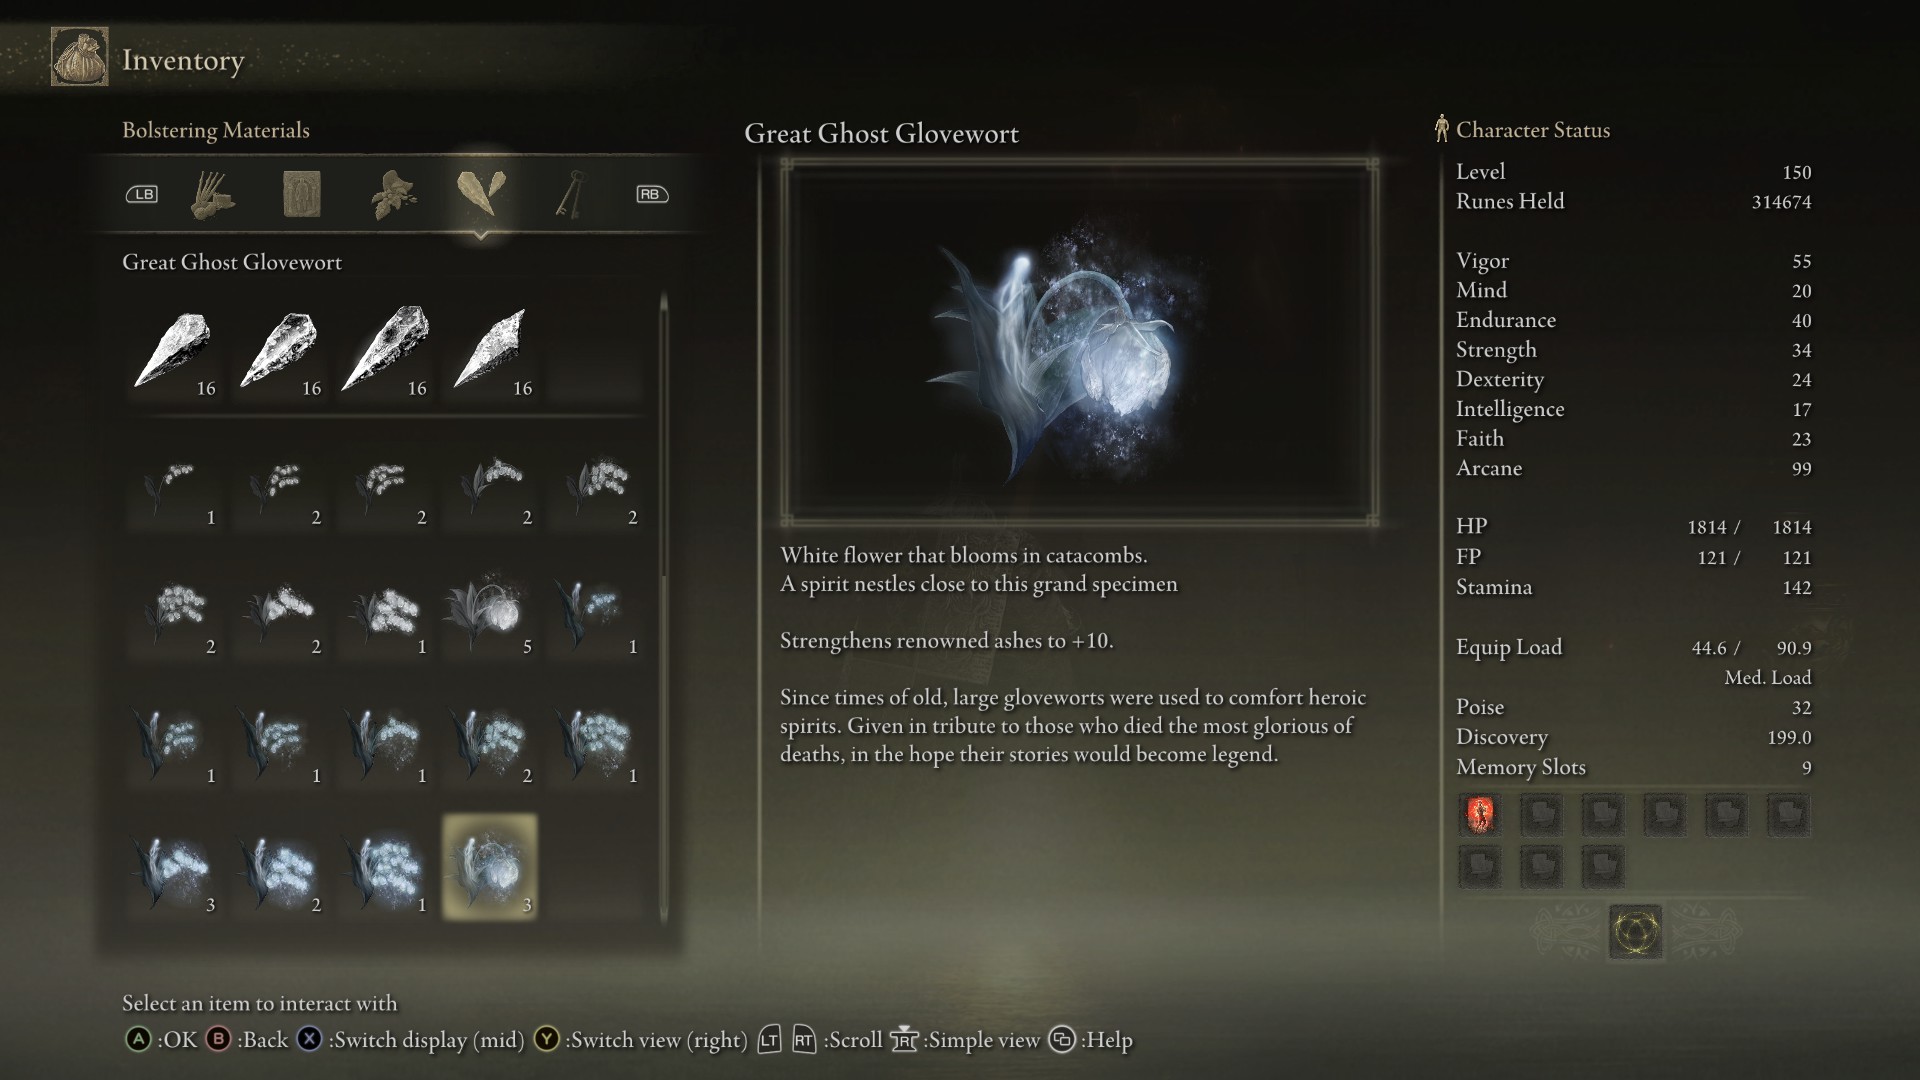 Inventory
Bolstering Materials
LB
RB
Great Ghost Glovewort
16 16 16 16
1 2 2 2 2
2 2 1 5 1
1 1 1 2 1
3 2 1 3
Great Ghost Glovewort
White flower that blooms in catacombs.
A spirit nestles close to this grand specimen
Strengthens renowned ashes to +10.
Since times of old, large gloveworts were used to comfort heroic
spirits. Given in tribute to those who died the most glorious of
deaths, in the hope their stories would become legend.
Character Status
Level 150
Runes Held 314674
Vigor 55
Mind 20
Endurance 40
Strength 34
Dexterity 24
Intelligence 17
Faith 23
Arcane 99
HP 1814 / 1814
FP 121 / 121
Stamina 142
Equip Load 44.6 / 90.9
Med. Load
Poise 32
Discovery 199.0
Memory Slots 9
Select an item to interact with
A :OK B :Back X :Switch display (mid) Y :Switch view (right) LT RT :Scroll R :Simple view :Help